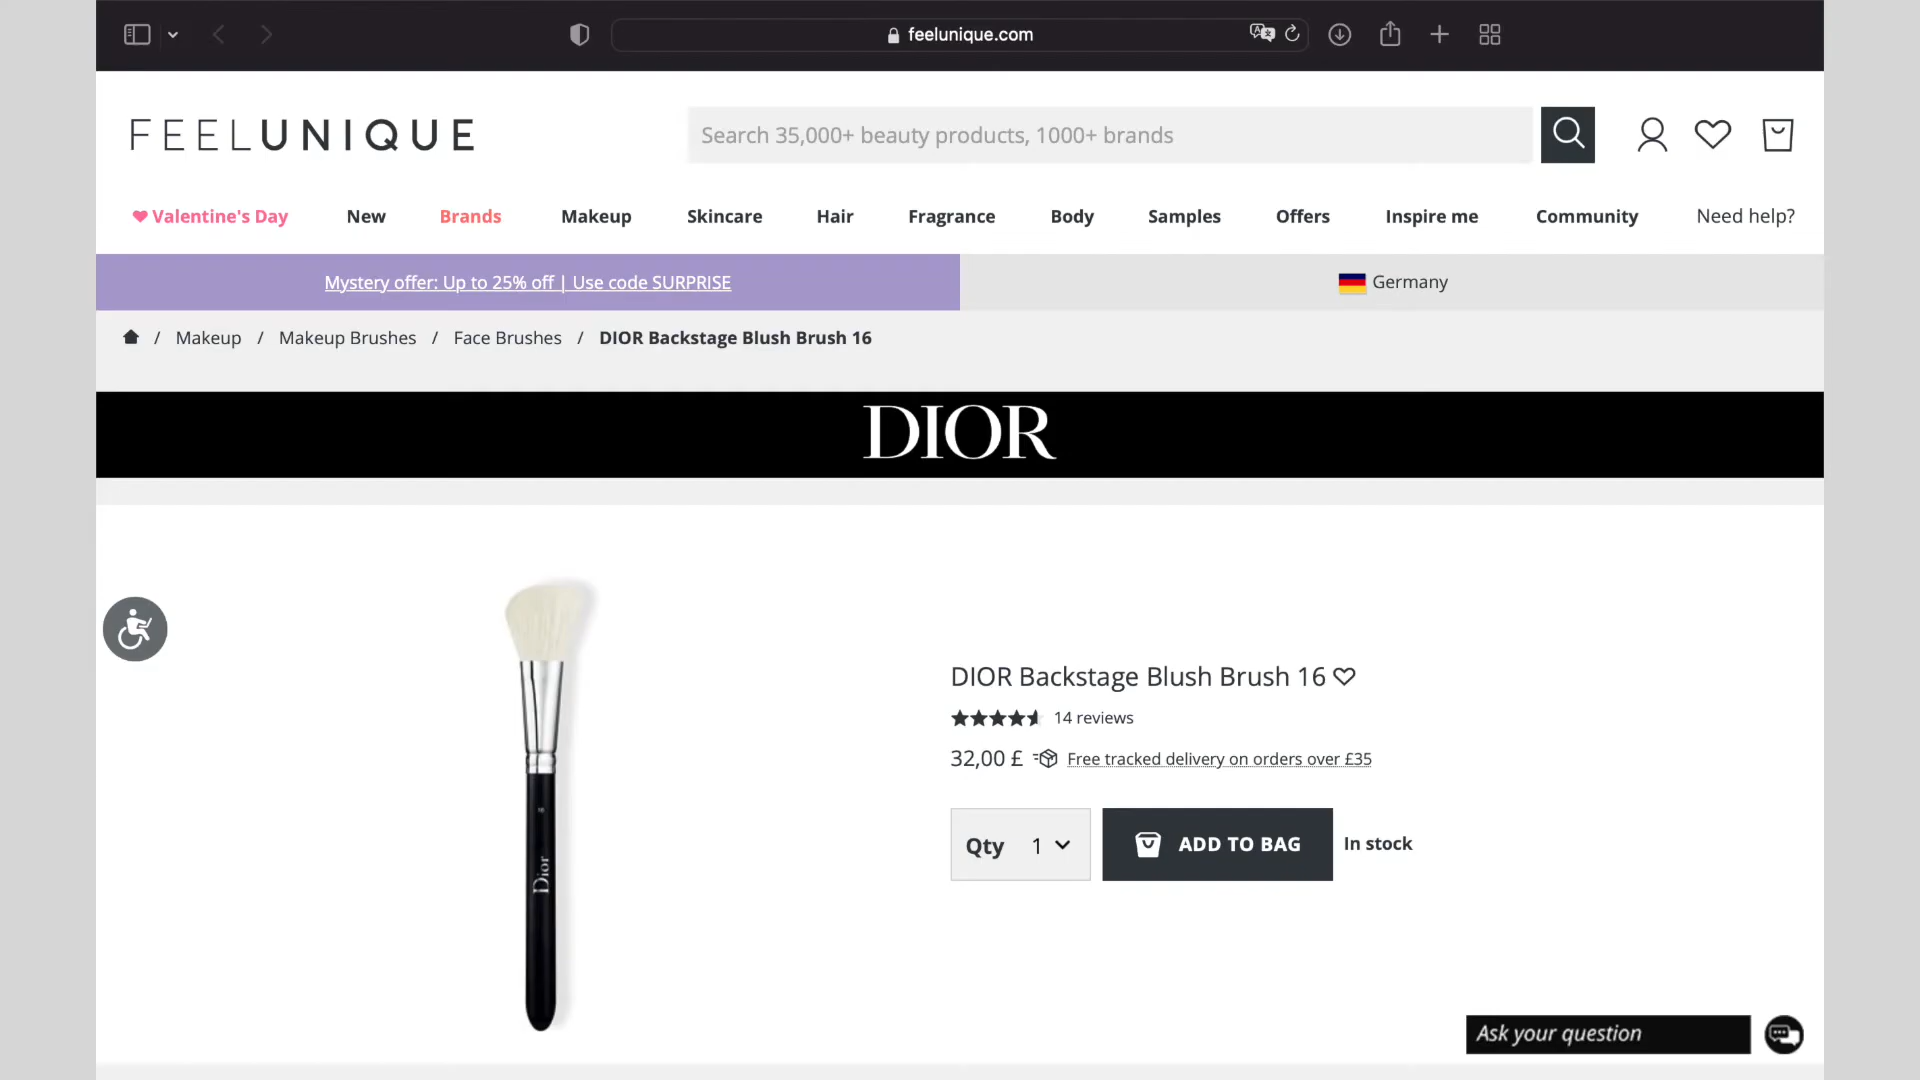 feelunique.com
FEELUNIQUE
Search 35,000+ beauty products, 1000+ brands
Valentine's Day
New
Brands
Makeup
Skincare
Hair
Fragrance
Body
Samples
Offers
Inspire me
Community
Need help?
Mystery offer: Up to 25% off | Use code SURPRISE
Germany
/ Makeup / Makeup Brushes / Face Brushes / DIOR Backstage Blush Brush 16
DIOR
Dior
DIOR Backstage Blush Brush 16
14 reviews
32,00 £ Free tracked delivery on orders over £35
Qty 1
ADD TO BAG
In stock
Ask your question